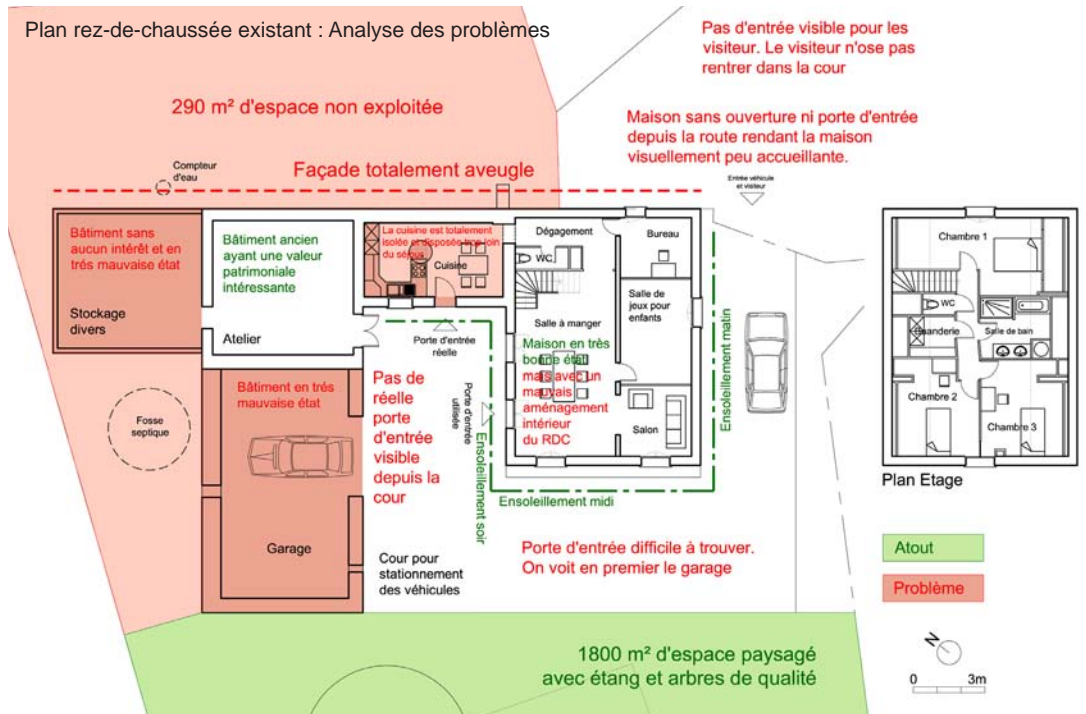 Plan rez-de-chaussée existant : Analyse des problèmes
Pas d'entrée visible pour les
visiteur. Le visiteur n'ose pas
rentrer dans la cour
290 m² d'espace non exploitée
Maison sans ouverture ni porte d'entrée
depuis la route rendant la maison
visuellement peu accueillante.
Compteur
d'eau
Façade totalement aveugle
Entrée véhicule
et visiteur
Bâtiment sans
aucun intérêt et en
trés mauvaise état
Stockage
divers
Bâtiment ancien
ayant une valeur
patrimoniale
intéressante
Atelier
La cuisine est totalement
isolée et disposée trop loin
du séjour
Cuisine
Dégagement
WC
Bureau
Salle de
jeux pour
enfants
Salle à manger
Maison en très
bonne état
mais avec un
mauvais
aménagement
intérieur
du RDC
Salon
Porte d'entrée
réelle
Porte d'entrée
utilisée
Ensoleillement soir
Ensoleillement midi
Ensoleillement matin
Chambre 1
WC
Buanderie
Salle de bain
Chambre 2
Chambre 3
Plan Etage
Bâtiment en trés
mauvaise état
Fosse
septique
Garage
Pas de
réelle
porte
d'entrée
visible
depuis la
cour
Cour pour
stationnement
des véhicules
Porte d'entrée difficile à trouver.
On voit en premier le garage
Atout
Problème
1800 m² d'espace paysagé
avec étang et arbres de qualité
N
0 3m